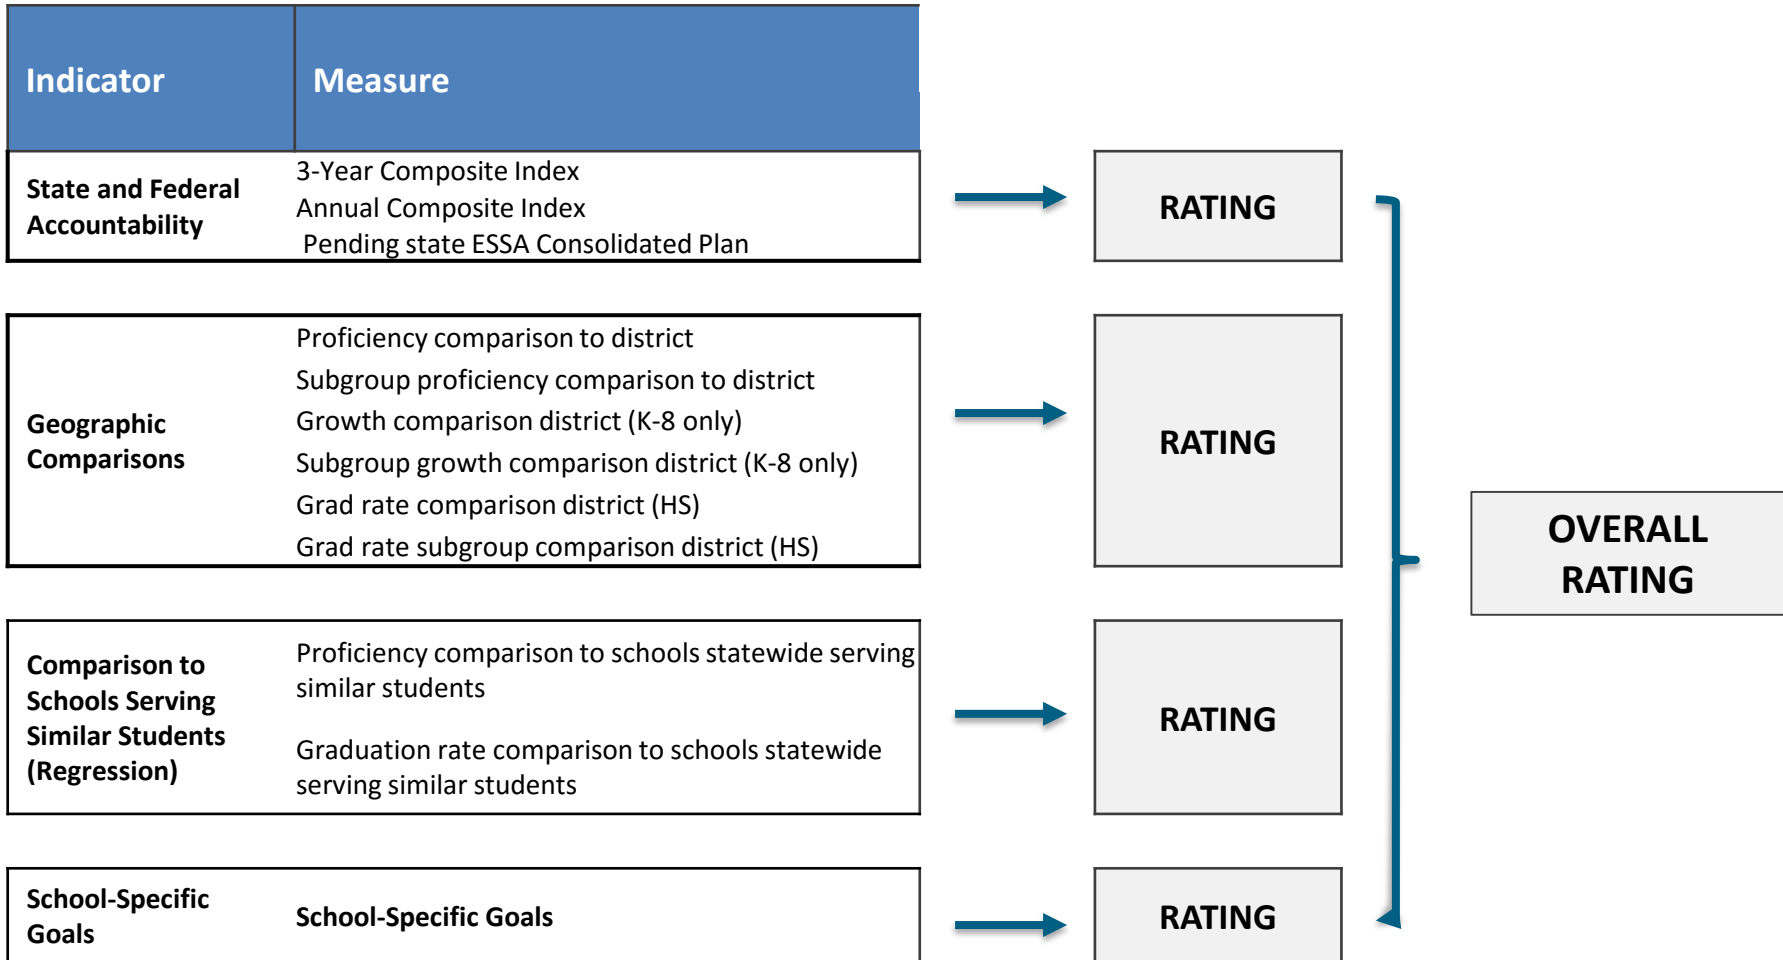 Indicator
Measure
State and Federal
Accountability
3-Year Composite Index
Annual Composite Index
Pending state ESSA Consolidated Plan
RATING
Geographic
Comparisons
Proficiency comparison to district
Subgroup proficiency comparison to district
Growth comparison district (K-8 only)
Subgroup growth comparison district (K-8 only)
Grad rate comparison district (HS)
Grad rate subgroup comparison district (HS)
RATING
OVERALL
RATING
Comparison to
Schools Serving
Similar Students
(Regression)
Proficiency comparison to schools statewide serving
similar students
Graduation rate comparison to schools statewide
serving similar students
RATING
School-Specific
Goals
School-Specific Goals
RATING